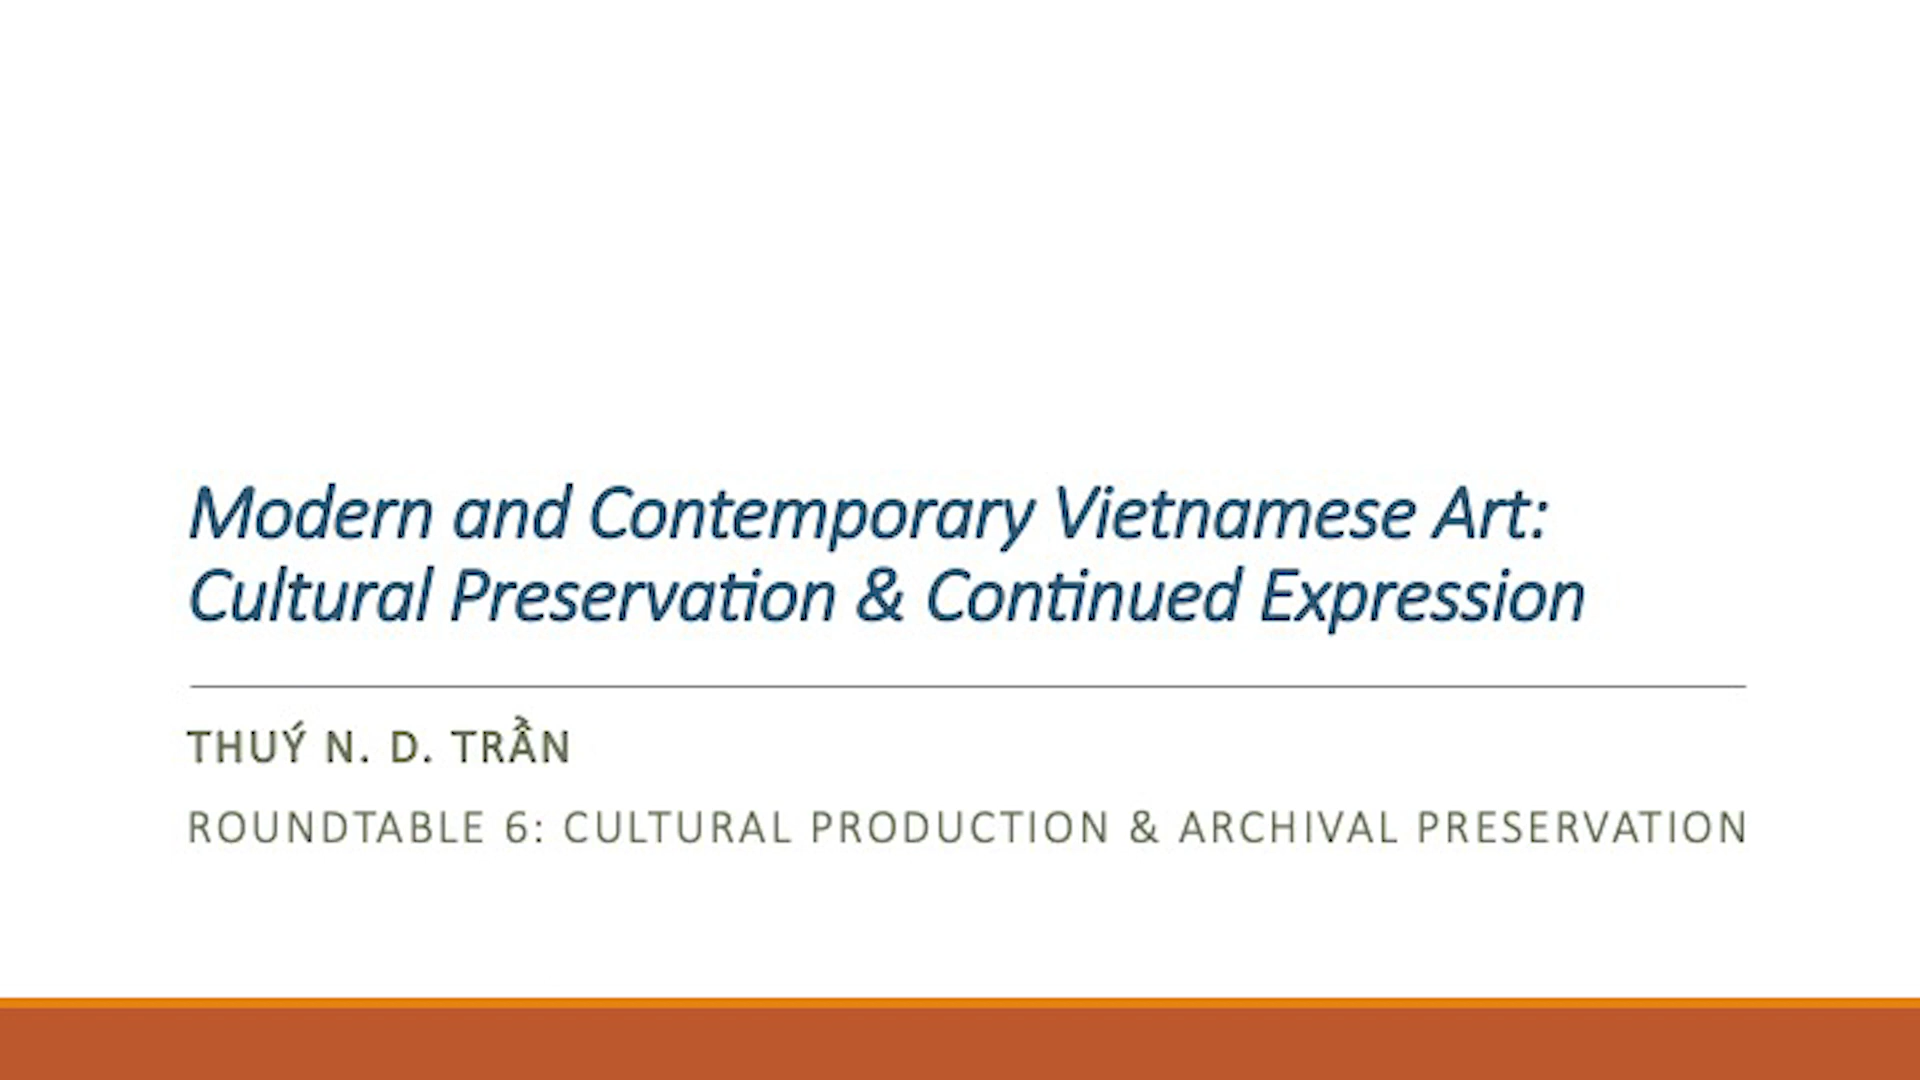 Modern and Contemporary Vietnamese Art:
Cultural Preservation & Continued Expression
THUÝ N. D. TRẦN
ROUNDTABLE 6: CULTURAL PRODUCTION & ARCHIVAL PRESERVATION